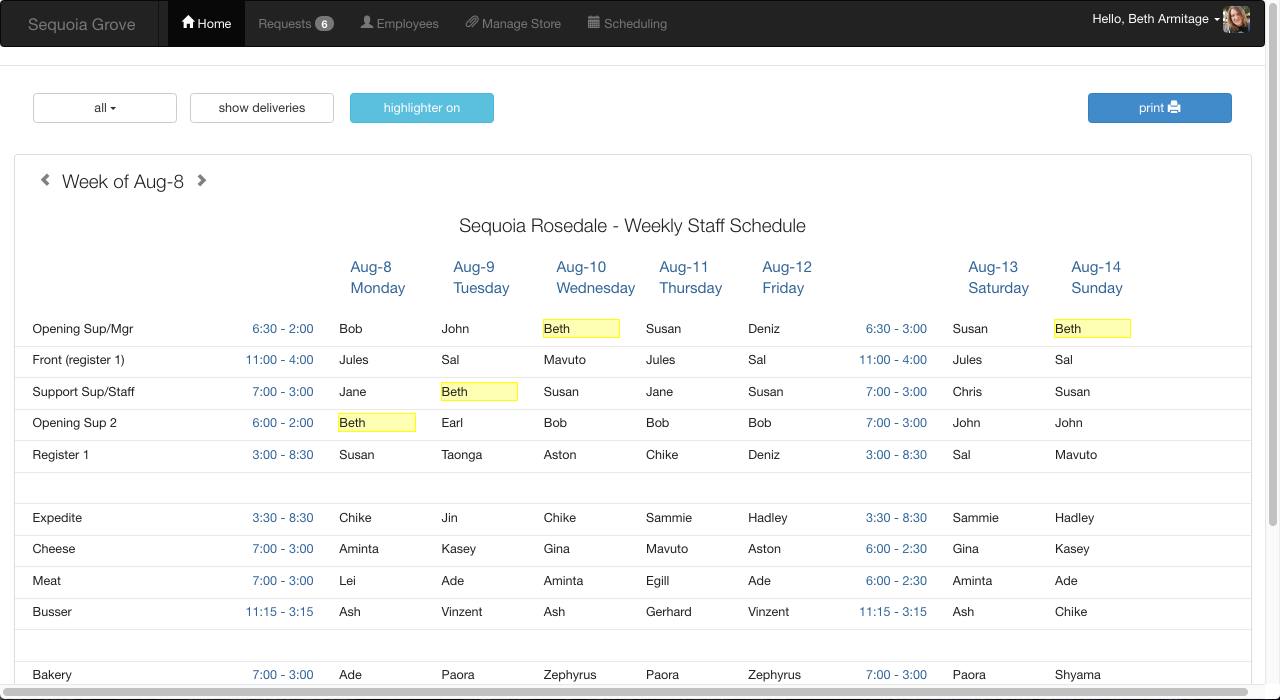 Sequoia Grove Home Requests 6 Employees Manage Store Scheduling Hello, Beth Armitage
all show deliveries highlighter on print
Week of Aug-8
Sequoia Rosedale - Weekly Staff Schedule
Aug-8 Aug-9 Aug-10 Aug-11 Aug-12 Aug-13 Aug-14
Monday Tuesday Wednesday Thursday Friday Saturday Sunday
Opening Sup/Mgr 6:30 - 2:00 Bob John Beth Susan Deniz 6:30 - 3:00 Susan Beth
Front (register 1) 11:00 - 4:00 Jules Sal Mavuto Jules Sal 11:00 - 4:00 Jules Sal
Support Sup/Staff 7:00 - 3:00 Jane Beth Susan Jane Susan 7:00 - 3:00 Chris Susan
Opening Sup 2 6:00 - 2:00 Beth Earl Bob Bob Bob 7:00 - 3:00 John John
Register 1 3:00 - 8:30 Susan Taonga Aston Chike Deniz 3:00 - 8:30 Sal Mavuto
Expedite 3:30 - 8:30 Chike Jin Chike Sammie Hadley 3:30 - 8:30 Sammie Hadley
Cheese 7:00 - 3:00 Aminta Kasey Gina Mavuto Aston 6:00 - 2:30 Gina Kasey
Meat 7:00 - 3:00 Lei Ade Aminta Egill Ade 6:00 - 2:30 Aminta Ade
Busser 11:15 - 3:15 Ash Vinzent Ash Gerhard Vinzent 11:15 - 3:15 Ash Chike
Bakery 7:00 - 3:00 Ade Paora Zephyrus Paora Zephyrus 7:00 - 3:00 Paora Shyama